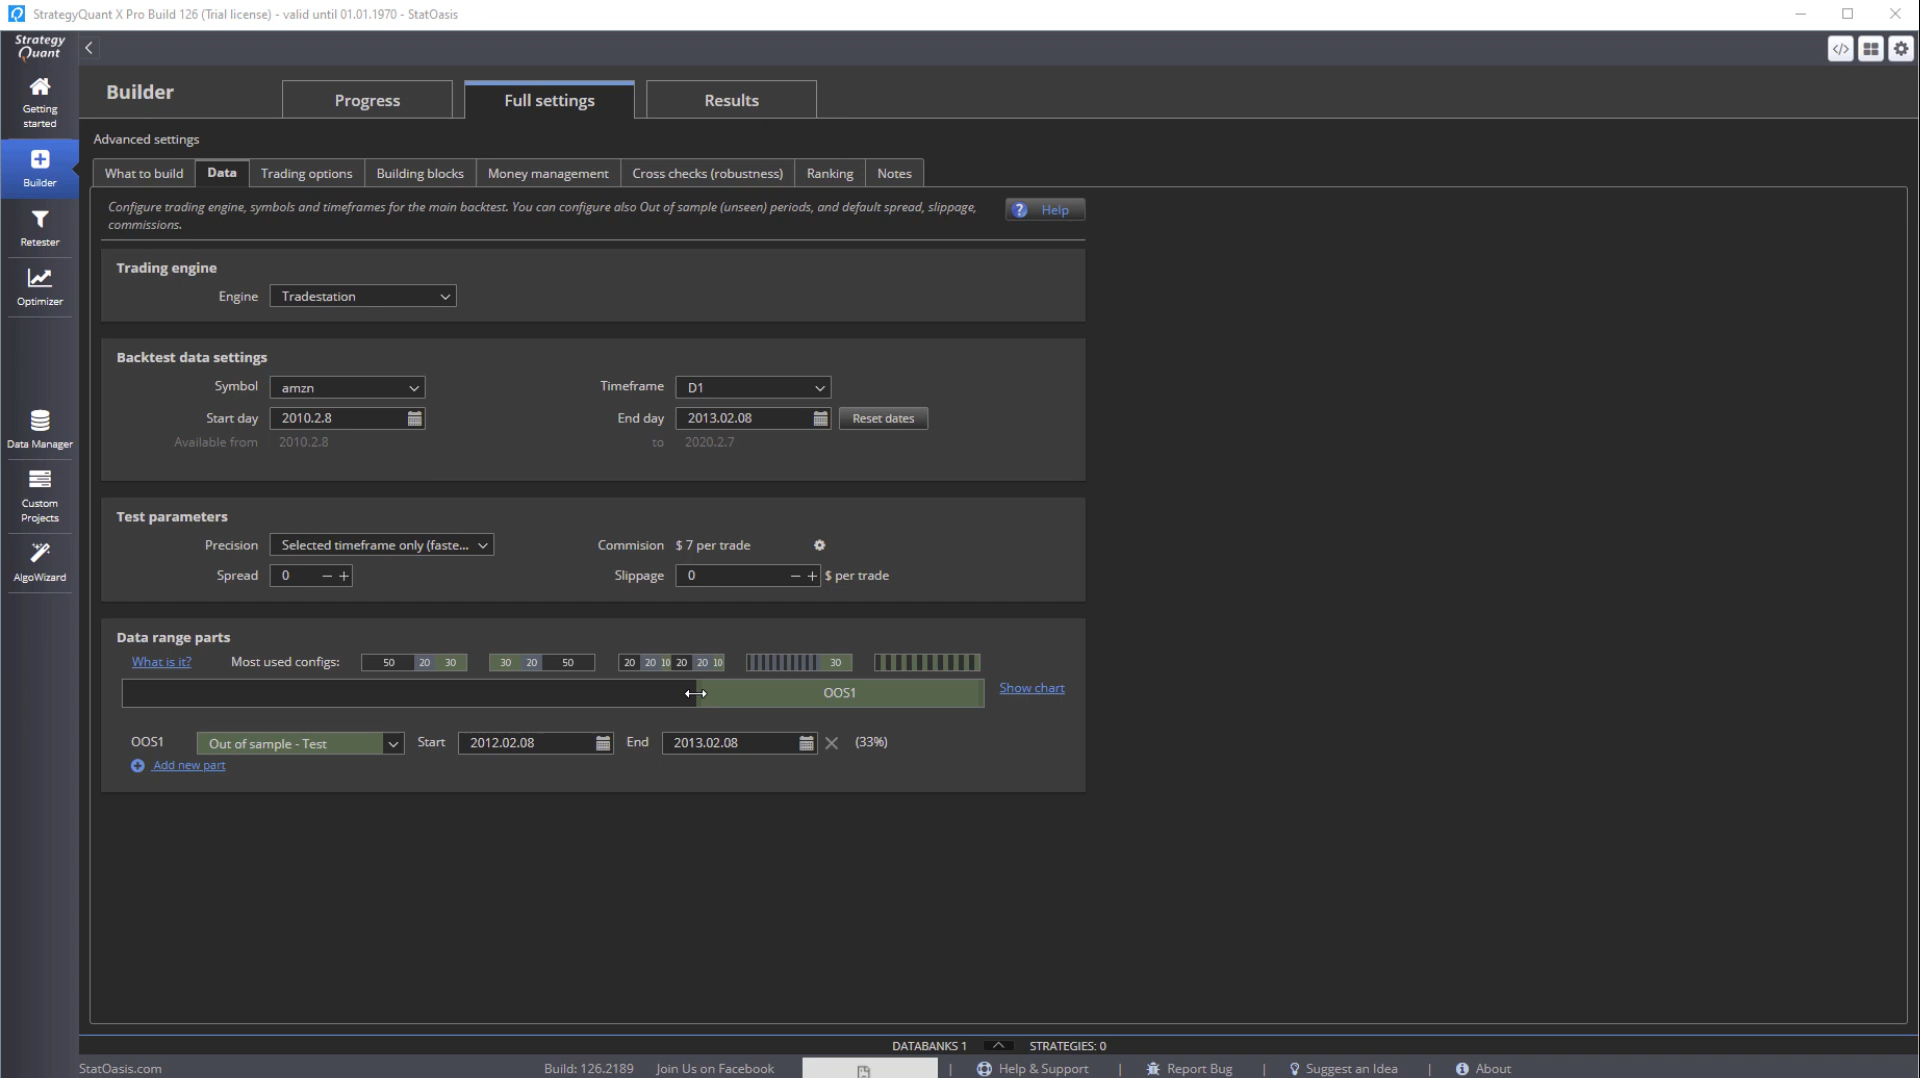 StrategyQuant X Pro Build 126 (Trial license) - valid until 01.01.1970 - StatOasis
Strategy
Quant
Builder
Progress
Full settings
Results
Getting
started
Advanced settings
What to build
Data
Trading options
Building blocks
Money management
Cross checks (robustness)
Ranking
Notes
Builder
Configure trading engine, symbols and timeframes for the main backtest. You can configure also Out of sample (unseen) periods, and default spread, slippage,
commissions.
? Help
Retester
Trading engine
Engine Tradestation
Optimizer
Backtest data settings
Symbol amzn Timeframe D1
Start day 2010.2.8 End day 2013.02.08 Reset dates
Available from 2010.2.8 to 2020.2.7
Data Manager
Custom
Projects
Test parameters
Precision Selected timeframe only (faste... Commision $ 7 per trade
Spread 0 − + Slippage 0 − + $ per trade
AlgoWizard
Data range parts
What is it? Most used configs: 50 20 30 30 20 50 20 20 10 20 20 10 30
OOS1 Show chart
OOS1 Out of sample - Test Start 2012.02.08 End 2013.02.08 (33%)
Add new part
DATABANKS 1 STRATEGIES: 0
StatOasis.com Build: 126.2189 Join Us on Facebook | Help & Support | Report Bug | Suggest an Idea | About